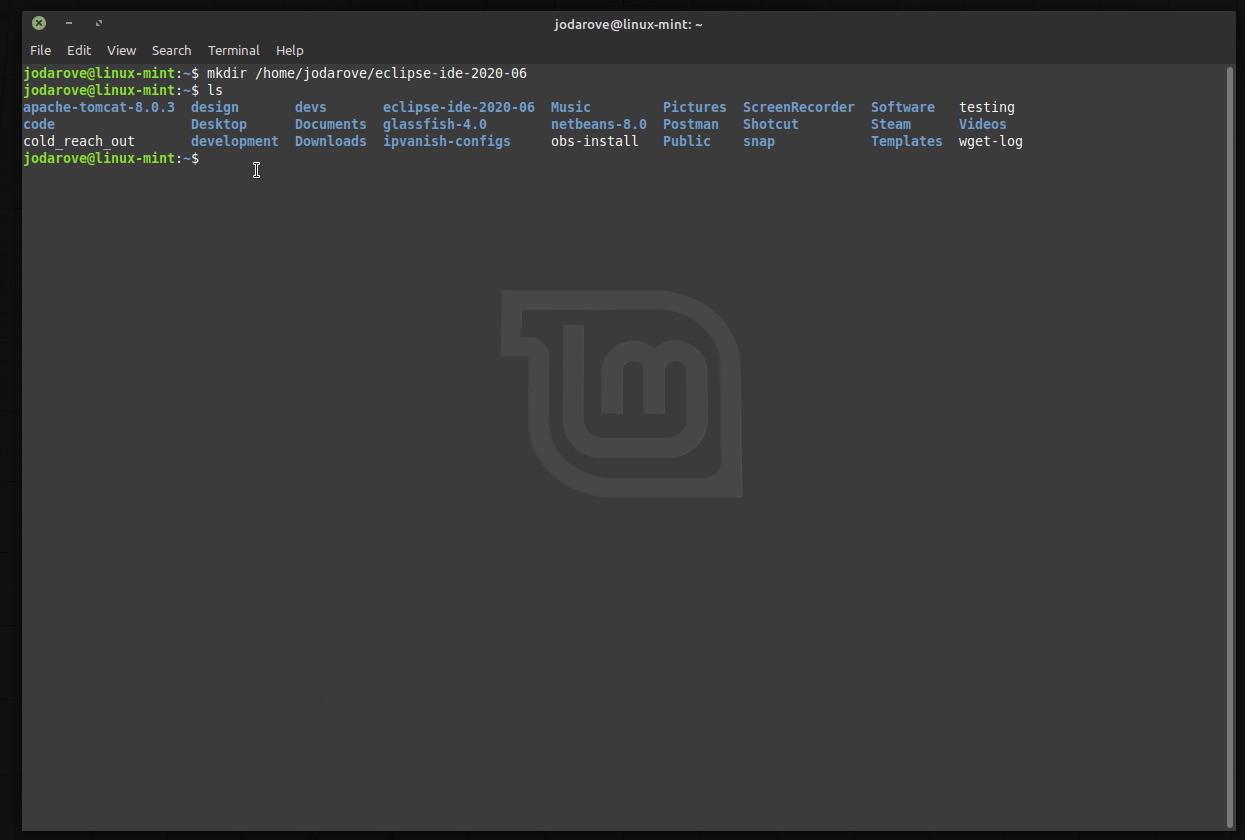 jodarove@linux-mint: ~
File Edit View Search Terminal Help
jodarove@linux-mint:~$ mkdir /home/jodarove/eclipse-ide-2020-06
jodarove@linux-mint:~$ ls
apache-tomcat-8.0.3 design devs eclipse-ide-2020-06 Music Pictures ScreenRecorder Software testing
code Desktop Documents glassfish-4.0 netbeans-8.0 Postman Shotcut Steam Videos
cold_reach_out development Downloads ipvanish-configs obs-install Public snap Templates wget-log
jodarove@linux-mint:~$